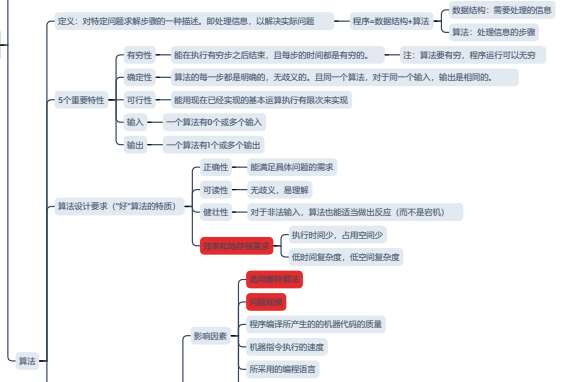 定义：对特定问题求解步骤的一种描述。即处理信息，以解决实际问题
程序=数据结构+算法
数据结构：需要处理的信息
算法：处理信息的步骤
5个重要特性
有穷性
能在执行有穷步之后结束，且每步的时间都是有穷的。
注：算法要有穷，程序运行可以无穷
确定性
算法的每一步都是明确的，无歧义的。且同一个算法，对于同一个输入，输出是相同的。
可行性
能用现在已经实现的基本运算执行有限次来实现
输入
一个算法有0个或多个输入
输出
一个算法有1个或多个输出
算法设计要求（“好”算法的特质）
正确性
能满足具体问题的需求
可读性
无歧义，易理解
健壮性
对于非法输入，算法也能适当做出反应（而不是宕机）
速率和地存储需求
执行时间少，占用空间少
低时间复杂度，低空间复杂度
算法
影响因素
选用哪种算法
问题规模
程序编译所产生的的机器代码的质量
机器指令执行的速度
所采用的编程语言